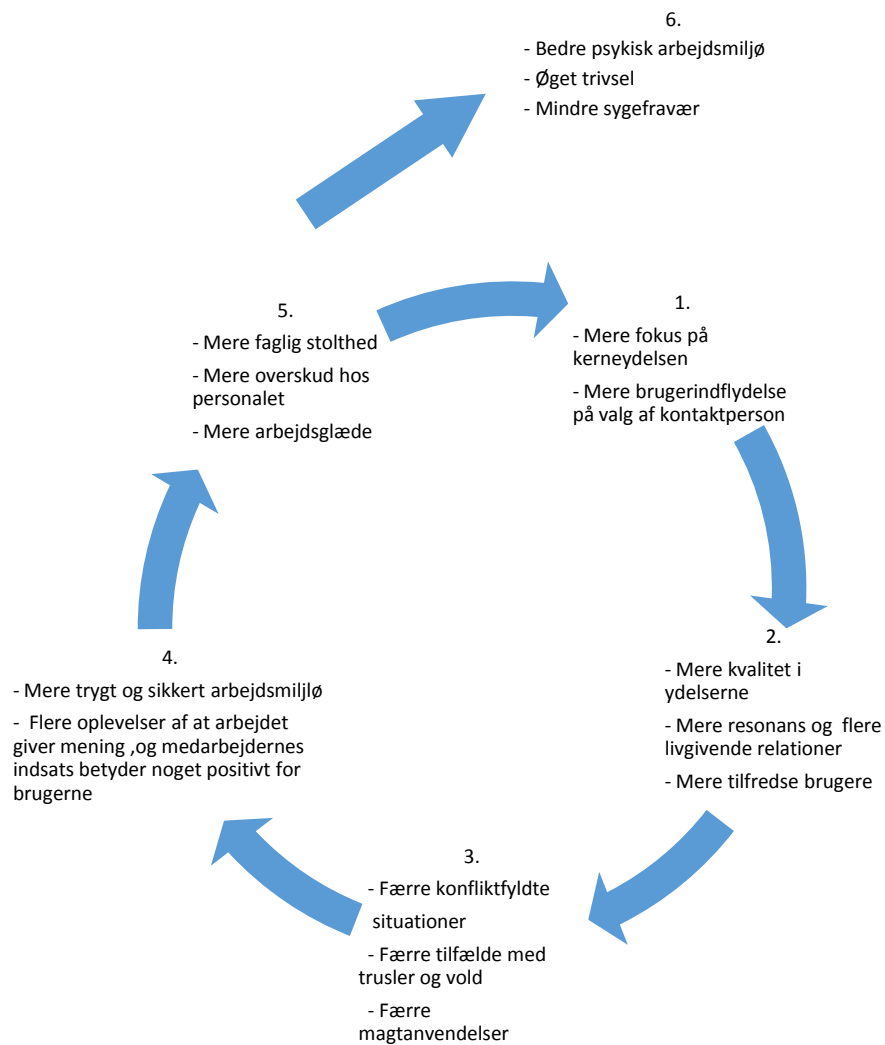 6.
- Bedre psykisk arbejdsmiljø
- Øget trivsel
- Mindre sygefravær
1.
- Mere fokus på
kerneydelsen
- Mere brugerindflydelse
på valg af kontaktperson
2.
- Mere kvalitet i
ydelserne
- Mere resonans og flere
livgivende relationer
- Mere tilfredse brugere
3.
- Færre konfliktfyldte
situationer
- Færre tilfælde med
trusler og vold
- Færre
magtanvendelser
4.
- Mere trygt og sikkert arbejdsmiljlø
- Flere oplevelser af at arbejdet
giver mening ,og medarbejdernes
indsats betyder noget positivt for
brugerne
5.
- Mere faglig stolthed
- Mere overskud hos
personalet
- Mere arbejdsglæde